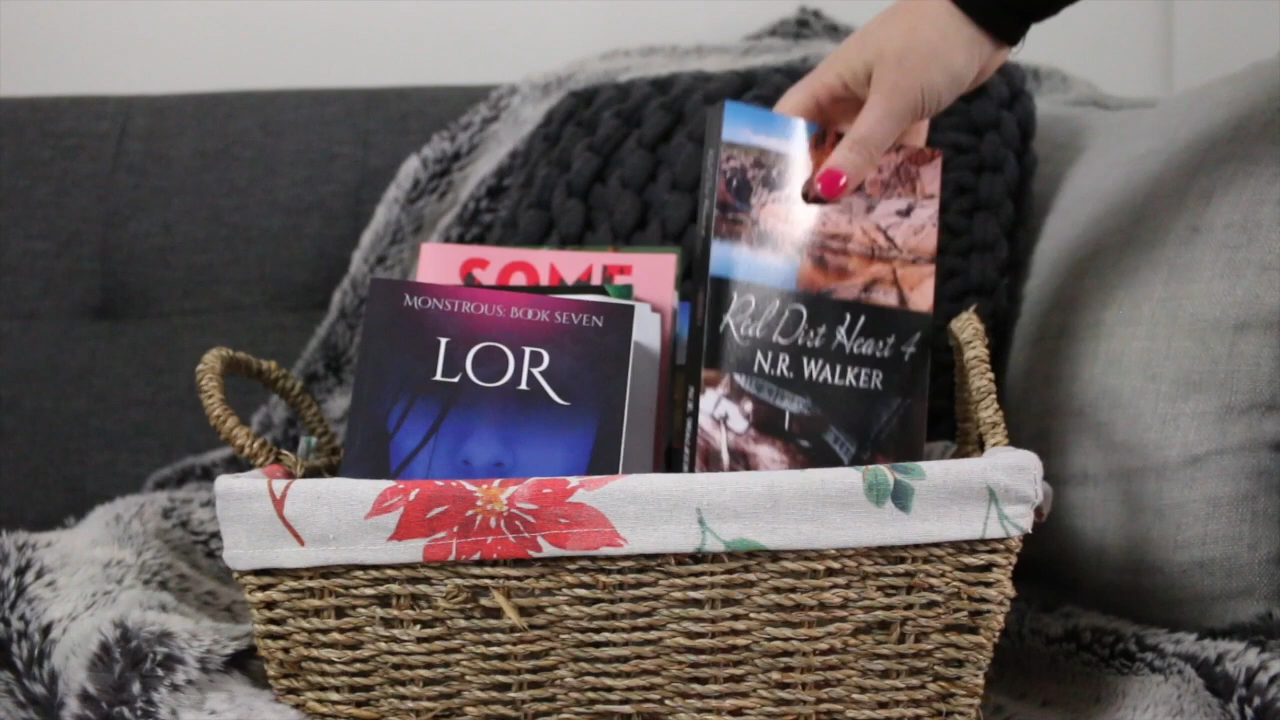 SOME
MONSTROUS: BOOK SEVEN
LOR
Red Dirt Heart 4
N.R. WALKER